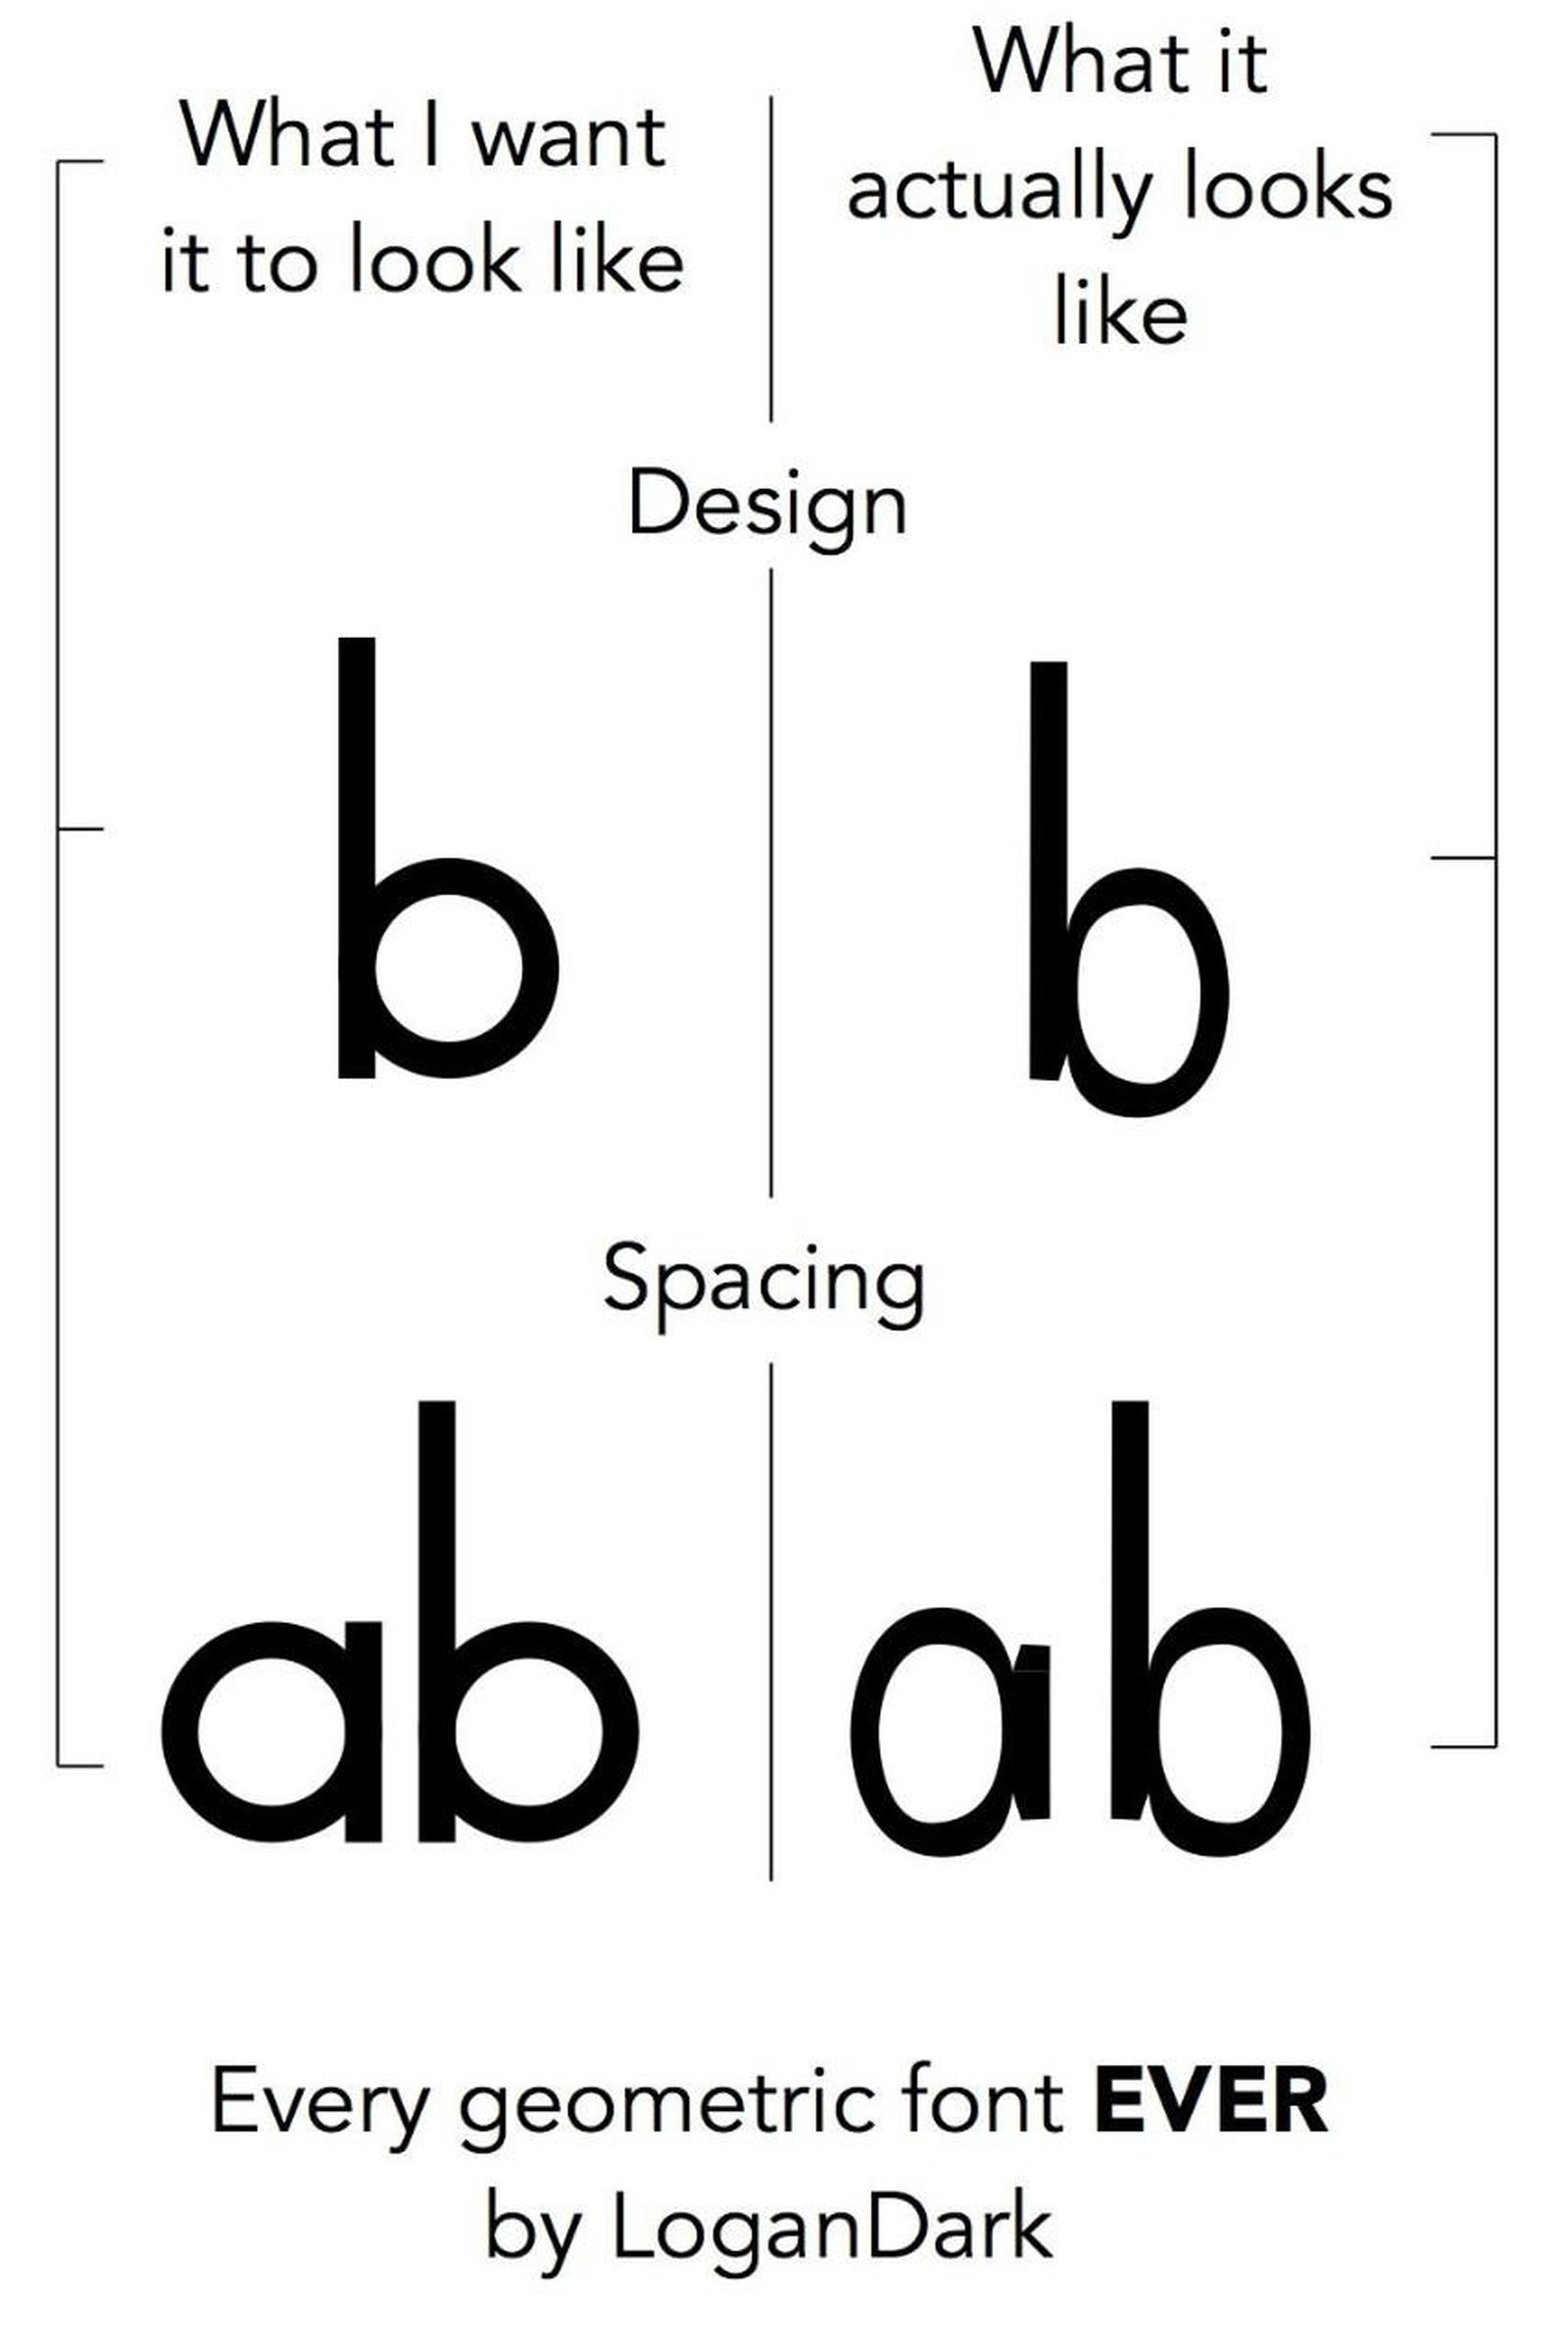 What I want
it to look like
What it
actually looks
like
Design
b
b
Spacing
ab
ab
Every geometric font EVER
by LoganDark